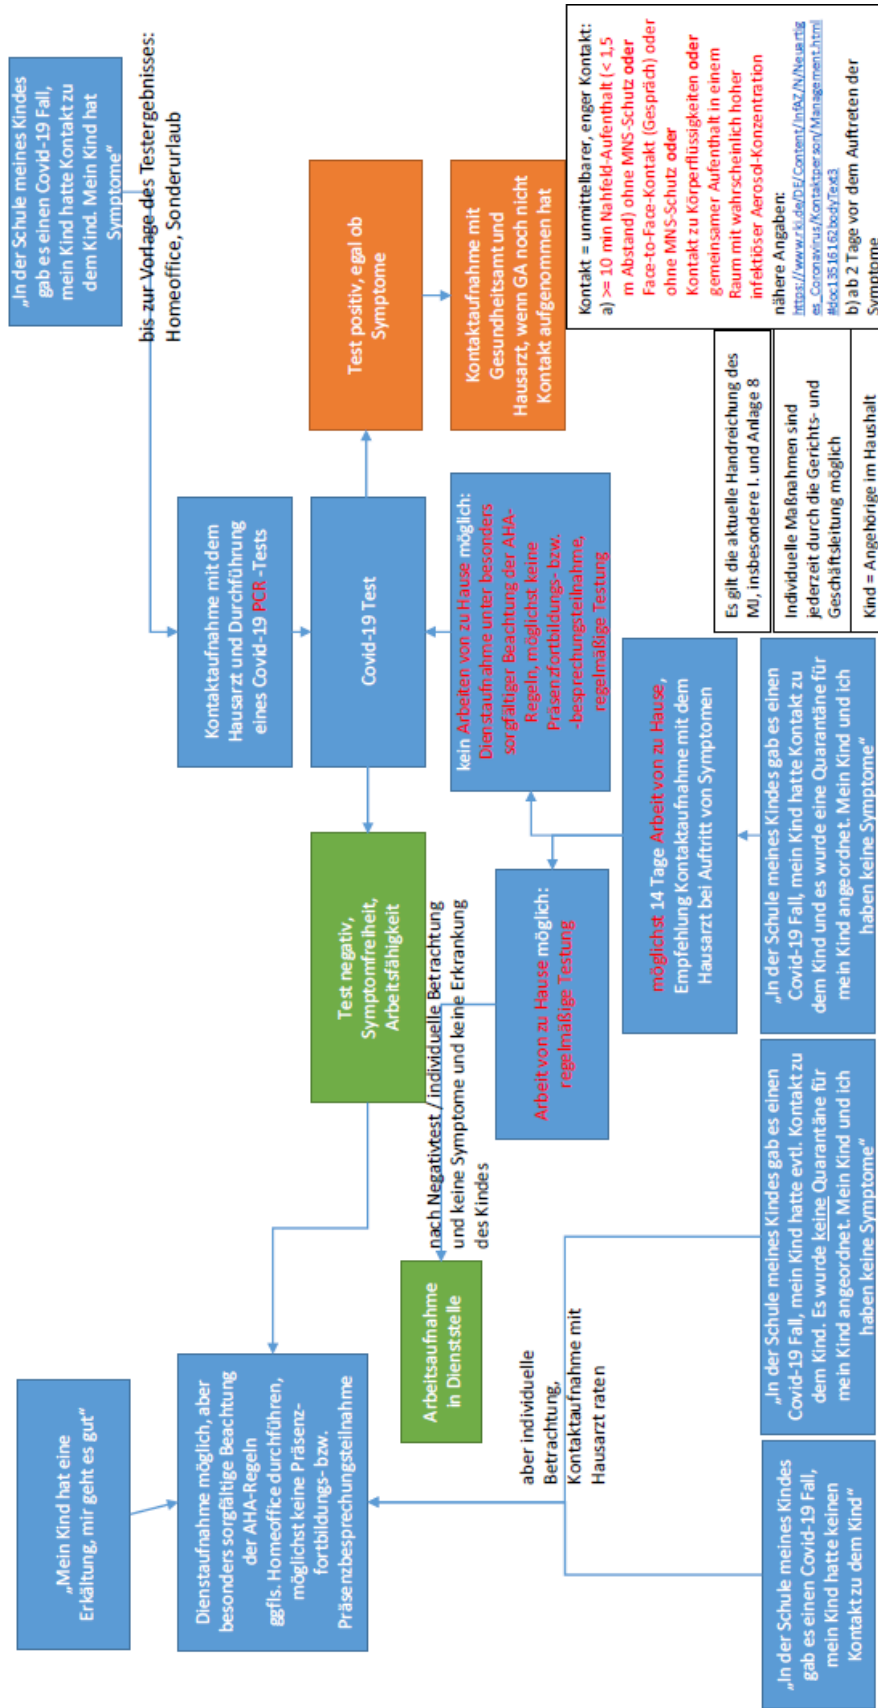 „Mein Kind hat eine
Erkältung, mir geht es gut“
„In der Schule meines Kindes
gab es einen Covid-19 Fall,
mein Kind hatte Kontakt zu
dem Kind. Mein Kind hat
Symptome“
bis zur Vorlage des Testergebnisses:
Homeoffice, Sonderurlaub
Dienstaufnahme möglich, aber
besonders sorgfältige Beachtung
der AHA-Regeln
ggfls. Homeoffice durchführen,
möglichst keine Präsenz-
fortbildungs- bzw.
Präsenzbesprechungsteilnahme
Kontaktaufnahme mit dem
Hausarzt und Durchführung
eines Covid-19 PCR -Tests
Test negativ,
Symptomfreiheit,
Arbeitsfähigkeit
Covid-19 Test
Test positiv, egal ob
Symptome
Arbeitsaufnahme
in Dienststelle
nach Negativtest / individuelle Betrachtung
und keine Symptome und keine Erkrankung
des Kindes
kein Arbeiten von zu Hause möglich:
Dienstaufnahme unter besonders
sorgfältiger Beachtung der AHA-
Regeln, möglichst keine
Präsenzfortbildungs- bzw.
-besprechungsteilnahme,
regelmäßige Testung
Kontaktaufnahme mit
Gesundheitsamt und
Hausarzt, wenn GA noch nicht
Kontakt aufgenommen hat
Arbeit von zu Hause möglich:
regelmäßige Testung
aber individuelle
Betrachtung,
Kontaktaufnahme mit
Hausarzt raten
möglichst 14 Tage Arbeit von zu Hause,
Empfehlung Kontaktaufnahme mit dem
Hausarzt bei Auftritt von Symptomen
Kontakt = unmittelbarer, enger Kontakt:
a) >= 10 min Nahfeld-Aufenthalt (< 1,5
m Abstand) ohne MNS-Schutz oder
Face-to-Face-Kontakt (Gespräch) oder
ohne MNS-Schutz oder
Kontakt zu Körperflüssigkeiten oder
gemeinsamer Aufenthalt in einem
Raum mit wahrscheinlich hoher
infektiöser Aerosol-Konzentration
nähere Angaben:
https://www.rki.de/DE/Content/InfAZ/N/Neuartig
es_Coronavirus/Kontaktperson/Management.html
#doc13516162bodyText3
b) ab 2 Tage vor dem Auftreten der
Symptome
Es gilt die aktuelle Handreichung des
MJ, insbesondere I. und Anlage 8
Individuelle Maßnahmen sind
jederzeit durch die Gerichts- und
Geschäftsleitung möglich
Kind = Angehörige im Haushalt
„In der Schule meines Kindes
gab es einen Covid-19 Fall,
mein Kind hatte keinen
Kontakt zu dem Kind“
„In der Schule meines Kindes gab es einen
Covid-19 Fall, mein Kind hatte evtl. Kontakt zu
dem Kind. Es wurde keine Quarantäne für
mein Kind angeordnet. Mein Kind und ich
haben keine Symptome“
„In der Schule meines Kindes gab es einen
Covid-19 Fall, mein Kind hatte Kontakt zu
dem Kind und es wurde eine Quarantäne für
mein Kind angeordnet. Mein Kind und ich
haben keine Symptome“